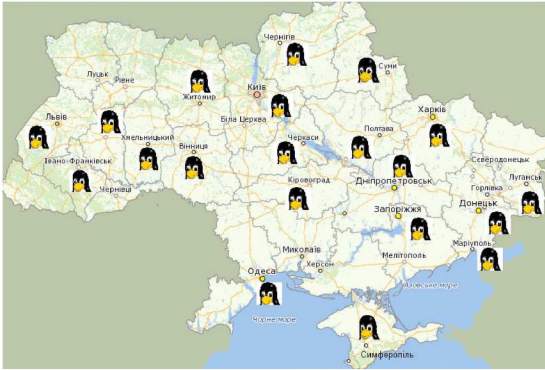 Чернігів
Суми
Луцьк
Рівне
Київ
Житомир
Львів
Біла Церква
Полтава
Харків
Хмельницький
Вінниця
Черкаси
Івано-Франківськ
Сєвєродонецьк
Чернівці
Кіровоград
Дніпропетровськ
Луганськ
Горлівка
Запоріжжя
Донецьк
Миколаїв
Маріуполь
Херсон
Мелітополь
Одеса
Азовське море
Чорне море
Симферопіль